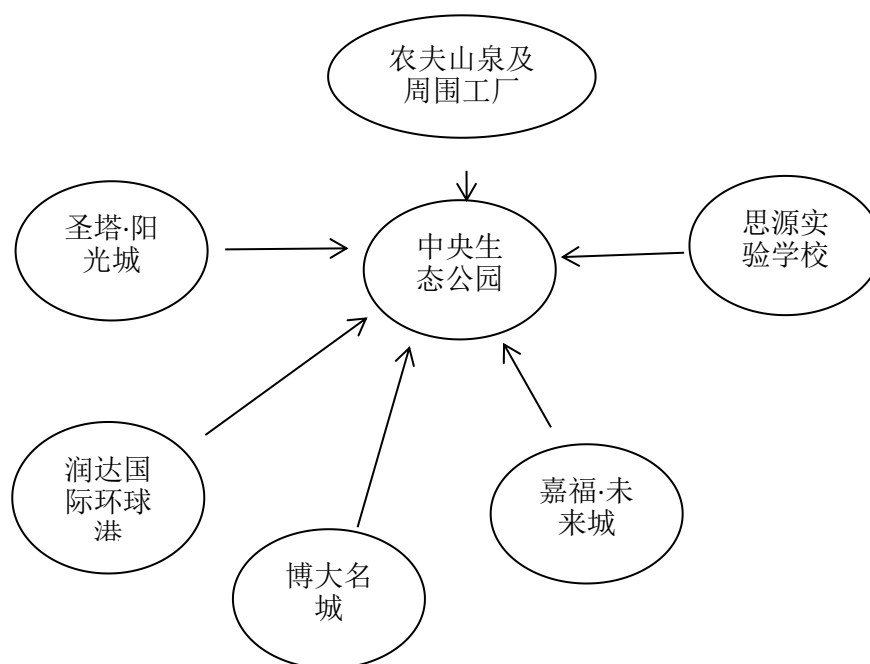 农夫山泉及
周围工厂
圣塔·阳
光城
中央生
态公园
思源实
验学校
润达国
际环球
港
嘉福·未
来城
博大名
城